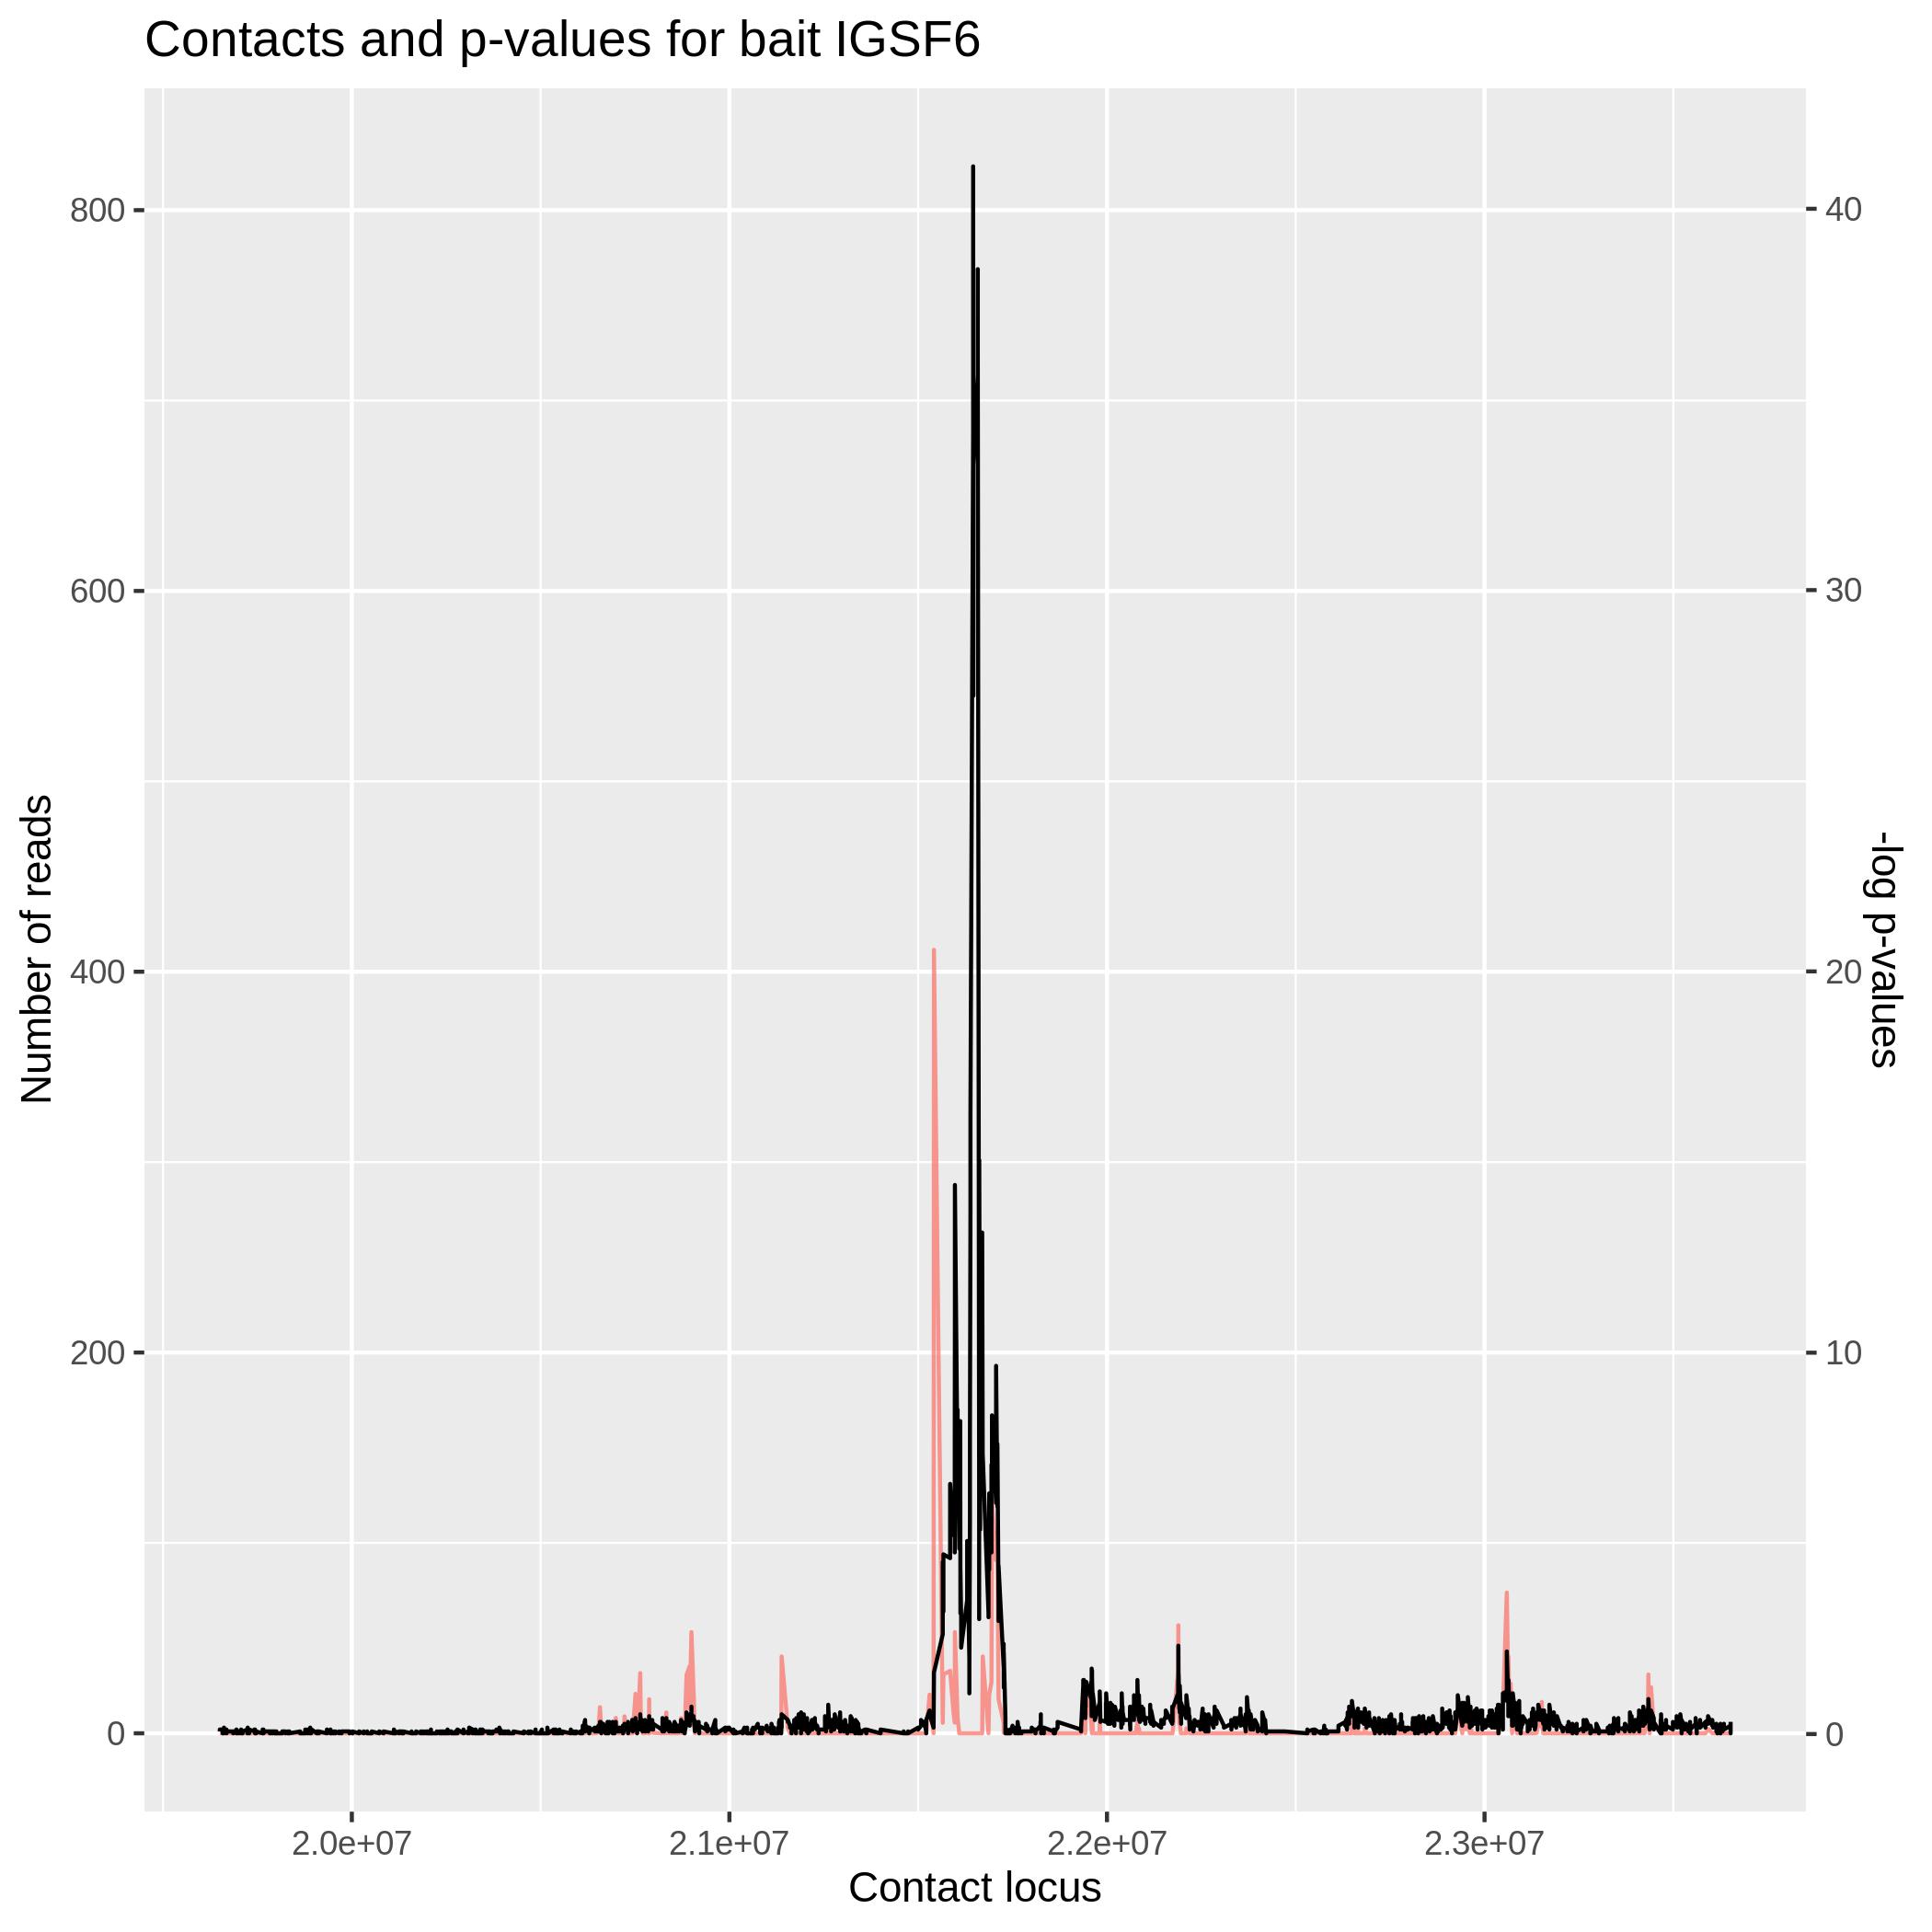 Contacts and p-values for bait IGSF6
800
600
400
200
0
Number of reads
40
30
20
10
0
-log p-values
2.0e+07
2.1e+07
2.2e+07
2.3e+07
Contact locus